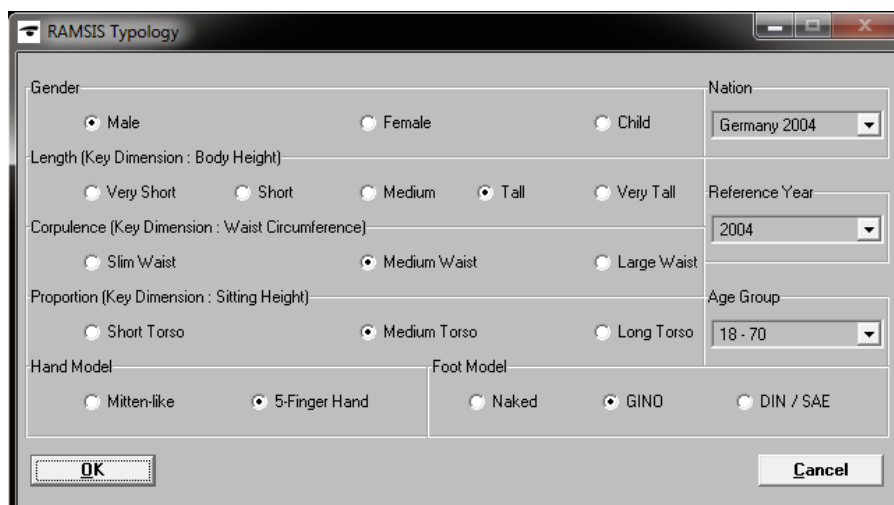 RAMSIS Typology
Gender
Nation
Male Female Child
Germany 2004
Length (Key Dimension : Body Height)
Very Short Short Medium Tall Very Tall
Reference Year
Corpulence (Key Dimension : Waist Circumference)
2004
Slim Waist Medium Waist Large Waist
Proportion (Key Dimension : Sitting Height)
Age Group
Short Torso Medium Torso Long Torso
18 - 70
Hand Model Foot Model
Mitten-like 5-Finger Hand Naked GINO DIN / SAE
OK Cancel